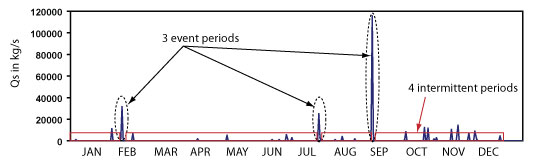 120000
100000
80000
60000
40000
20000
0
Qs in kg/s
3 event periods
4 intermittent periods
JAN FEB MAR APR MAY JUN JUL AUG SEP OCT NOV DEC